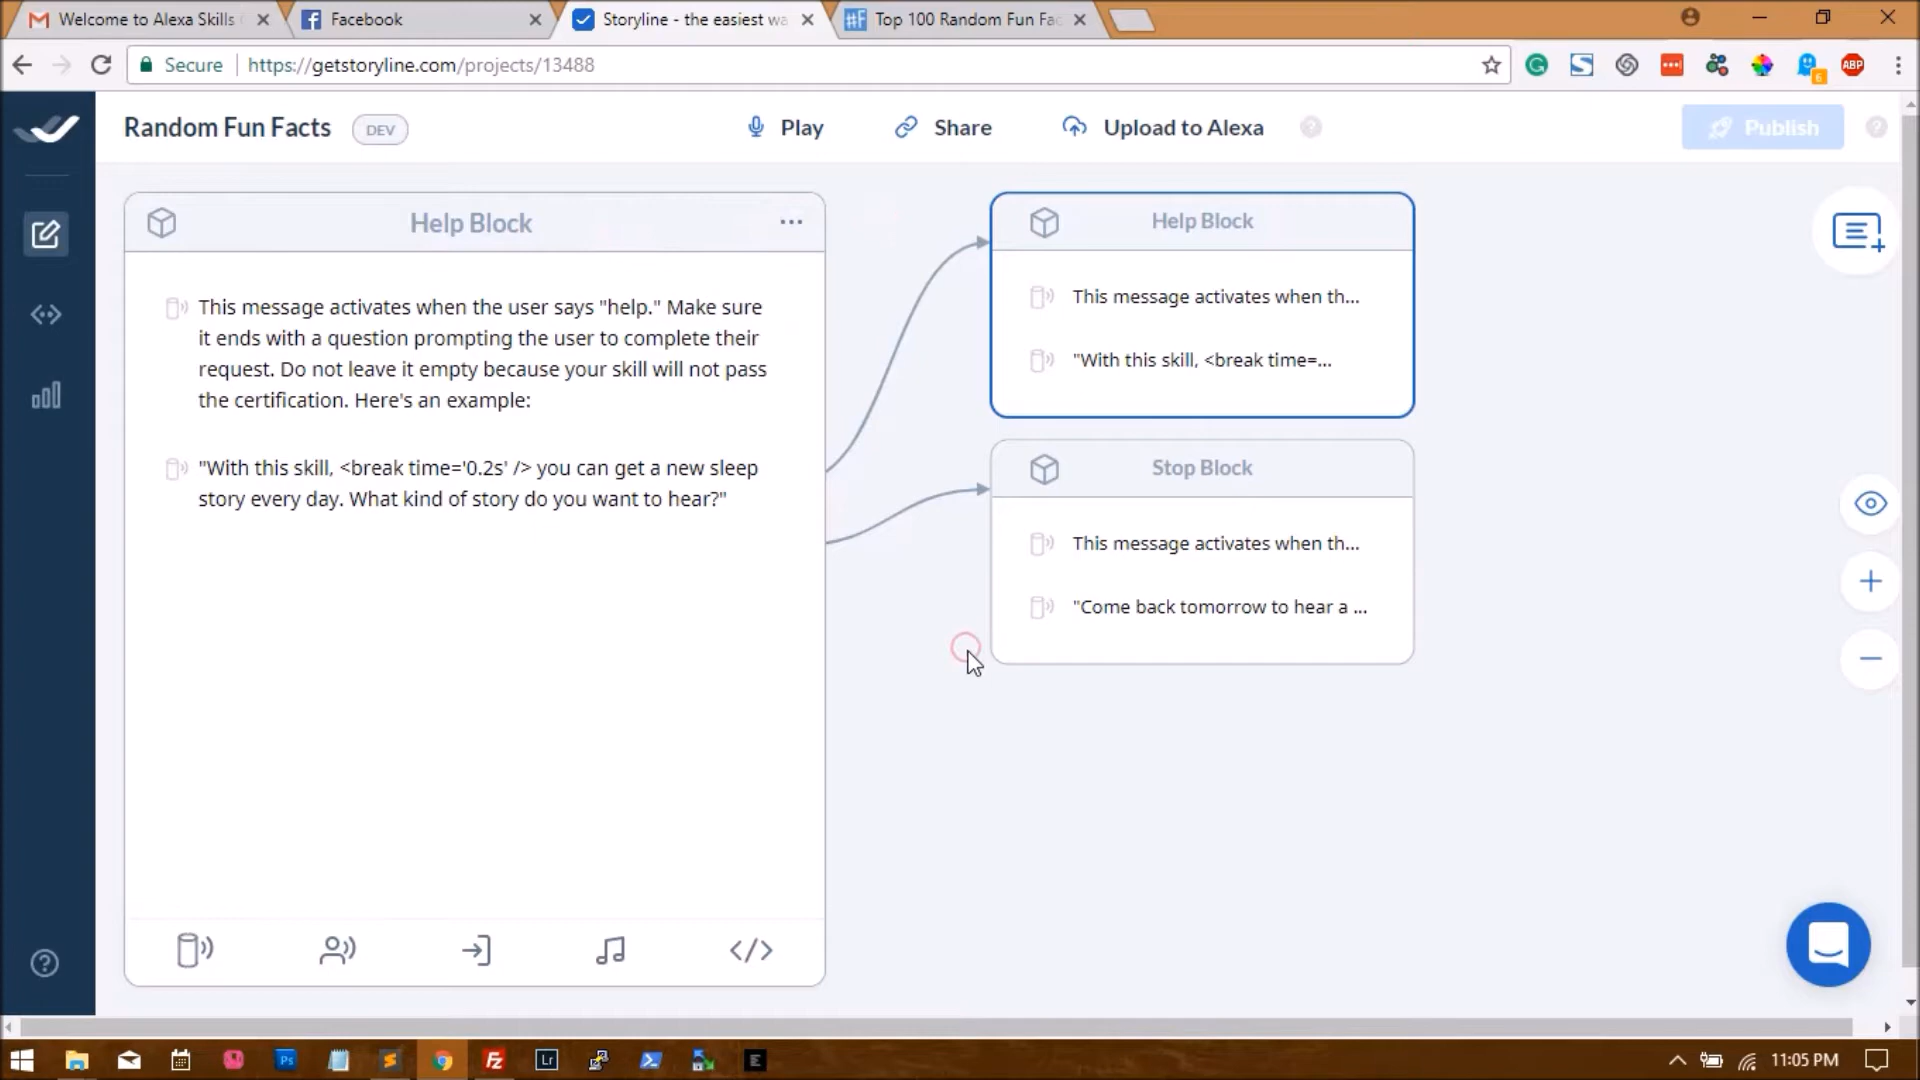 Welcome to Alexa Skills
Facebook
Storyline - the easiest wa
#F Top 100 Random Fun Fac
Secure https://getstoryline.com/projects/13488
ABP
6
Random Fun Facts DEV
Play
Share
Upload to Alexa
?
Publish
?
Help Block
...
This message activates when the user says "help." Make sure
it ends with a question prompting the user to complete their
request. Do not leave it empty because your skill will not pass
the certification. Here's an example:
"With this skill, <break time='0.2s' /> you can get a new sleep
story every day. What kind of story do you want to hear?"
Help Block
This message activates when th...
"With this skill, <break time=...
Stop Block
This message activates when th...
"Come back tomorrow to hear a ...
?
Ps
Fz
Lr
E
11:05 PM